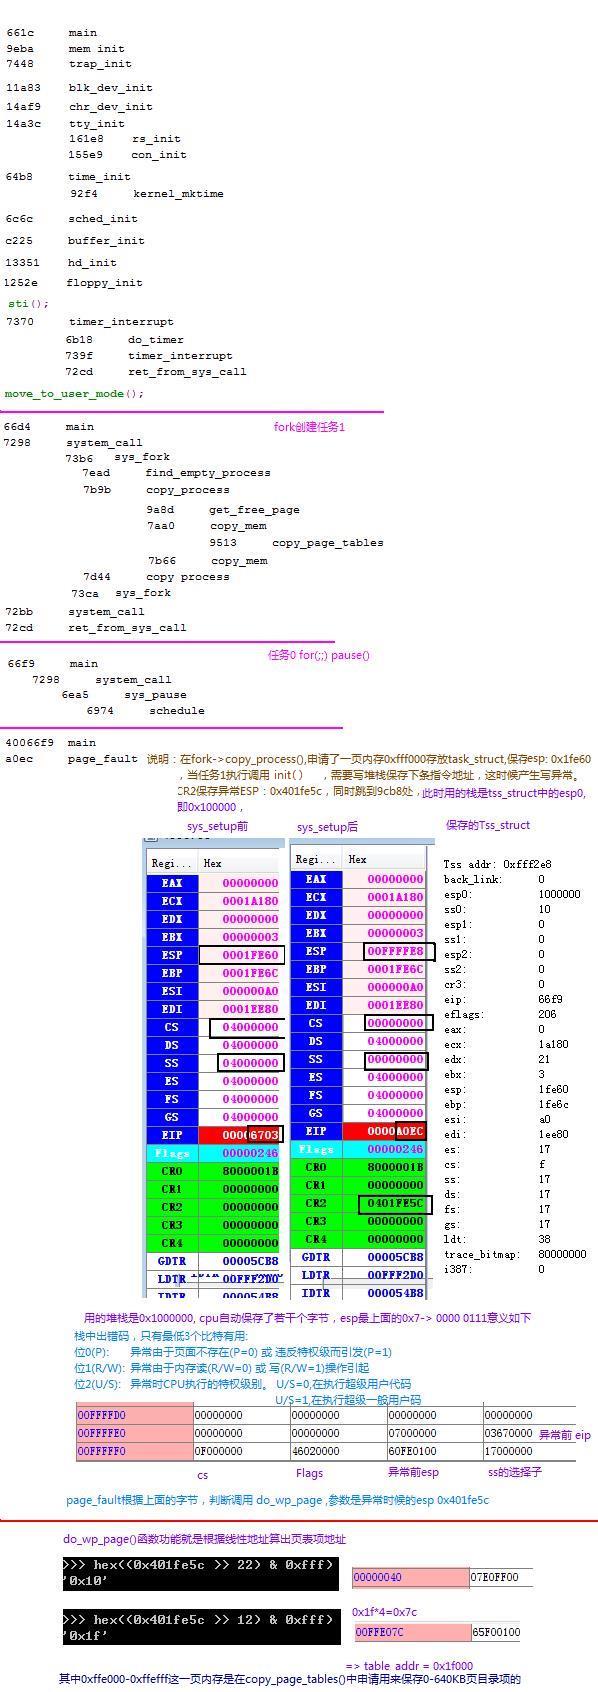 661c main
9eba mem init
7448 trap_init
11a83 blk_dev_init
14af9 chr_dev_init
14a3c tty_init
161e8 rs_init
155e9 con_init
64b8 time_init
92f4 kernel_mktime
6c6c sched_init
c225 buffer_init
13351 hd_init
1252e floppy_init
sti();
7370 timer_interrupt
6b18 do_timer
739f timer_interrupt
72cd ret_from_sys_call
move_to_user_mode();
66d4 main fork创建任务1
7298 system_call
73b6 sys_fork
7ead find_empty_process
7b9b copy_process
9a8d get_free_page
7aa0 copy_mem
9513 copy_page_tables
7b66 copy_mem
7d44 copy process
73ca sys_fork
72bb system_call
72cd ret_from_sys_call
任务0 for(;;) pause()
66f9 main
7298 system_call
6ea5 sys_pause
6974 schedule
40066f9 main
a0ec page_fault 说明：在fork->copy_process(),申请了一页内存0xfff000存放task_struct,保存esp: 0x1fe60
，当任务1执行调用 init( ) ，需要写堆栈保存下条指令地址，这时候产生写异常。
CR2保存异常ESP：0x401fe5c，同时跳到9cb8处，此时用的栈是tss_struct中的esp0,
即0x100000，
sys_setup前 sys_setup后 保存的Tss_struct
Regi... Hex
EAX 00000000
ECX 0001A180
EDX 00000000
EBX 00000003
ESP 0001FE60
EBP 0001FE6C
ESI 000000A0
EDI 0001EE80
CS 04000000
DS 04000000
SS 04000000
ES 04000000
FS 04000000
GS 04000000
EIP 00006703
Flags 00000246
CR0 8000001B
CR1 00000000
CR2 00000000
CR3 00000000
CR4 00000000
GDTR 00005CB8
LDTR 00FFF2D0
IDTR 000054B8
Regi... Hex
EAX 00000000
ECX 0001A180
EDX 00000000
EBX 00000003
ESP 00FFFFE8
EBP 0001FE6C
ESI 000000A0
EDI 0001EE80
CS 00000000
DS 04000000
SS 00000000
ES 04000000
FS 04000000
GS 04000000
EIP 0000A0EC
Flags 00000246
CR0 8000001B
CR1 00000000
CR2 0401FE5C
CR3 00000000
CR4 00000000
GDTR 00005CB8
LDTR 00FFF2D0
IDTR 000054B8
Tss addr: 0xfff2e8
back_link: 0
esp0: 1000000
ss0: 10
esp1: 0
ss1: 0
esp2: 0
ss2: 0
cr3: 0
eip: 66f9
eflags: 206
eax: 0
ecx: 1a180
edx: 21
ebx: 3
esp: 1fe60
ebp: 1fe6c
esi: a0
edi: 1ee80
es: 17
cs: f
ss: 17
ds: 17
fs: 17
gs: 17
ldt: 38
trace_bitmap: 80000000
i387: 0
用的堆栈是0x1000000, cpu自动保存了若干个字节，esp最上面的0x7-> 0000 0111意义如下
栈中出错码，只有最低3个比特有用:
位0(P): 异常由于页面不存在(P=0) 或 违反特权级而引发(P=1)
位1(R/W): 异常由于内存读(R/W=0) 或 写(R/W=1)操作引起
位2(U/S): 异常时CPU执行的特权级别。 U/S=0,在执行超级用户代码
U/S=1,在执行超级一般用户码
00FFFFD0 00000000 00000000 00000000 00000000
00FFFFE0 00000000 00000000 07000000 03670000 异常前 eip
00FFFFF0 0F000000 46020000 60FE0100 17000000
cs Flags 异常前esp ss的选择子
page_fault根据上面的字节，判断调用 do_wp_page ,参数是异常时候的esp 0x401fe5c
do_wp_page()函数功能就是根据线性地址算出页表项地址
>>> hex((0x401fe5c >> 22) & 0xfff)
'0x10'
00000040 07E0FF00
>>> hex((0x401fe5c >> 12) & 0xfff)
'0x1f'
0x1f*4=0x7c
00FFE07C 65F00100
=> table_addr = 0x1f000
其中0xffe000-0xffefff这一页内存是在copy_page_tables()中申请用来保存0-640KB页目录项的